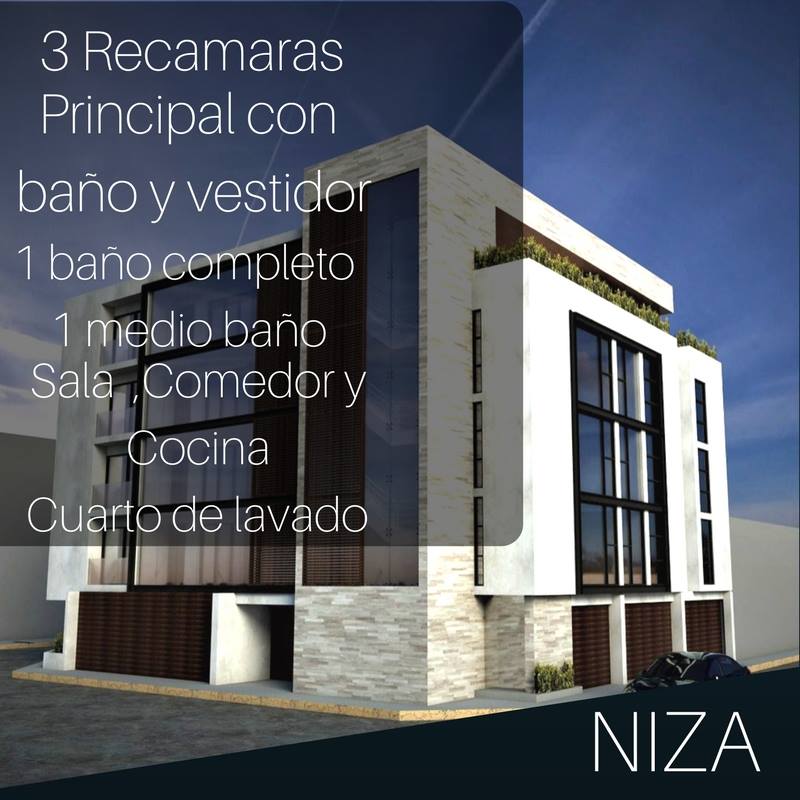 3 Recamaras
Principal con
baño y vestidor
1 baño completo
1 medio baño
Sala ,Comedor y
Cocina
Cuarto de lavado
NIZA